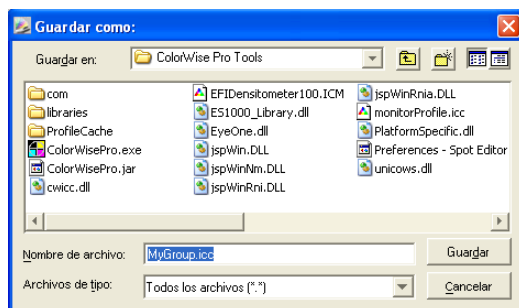 Guardar como:
Guardar en: ColorWise Pro Tools
com
libraries
ProfileCache
ColorWisePro.exe
ColorWisePro.jar
cwicc.dll
EFIDensitometer100.ICM
ES1000_Library.dll
EyeOne.dll
jspWin.DLL
jspWinNm.DLL
jspWinRni.DLL
jspWinRnia.DLL
monitorProfile.icc
PlatformSpecific.dll
Preferences - Spot Editor
unicows.dll
Nombre de archivo: MyGroup.icc Guardar
Archivos de tipo: Todos los archivos (*.*) Cancelar